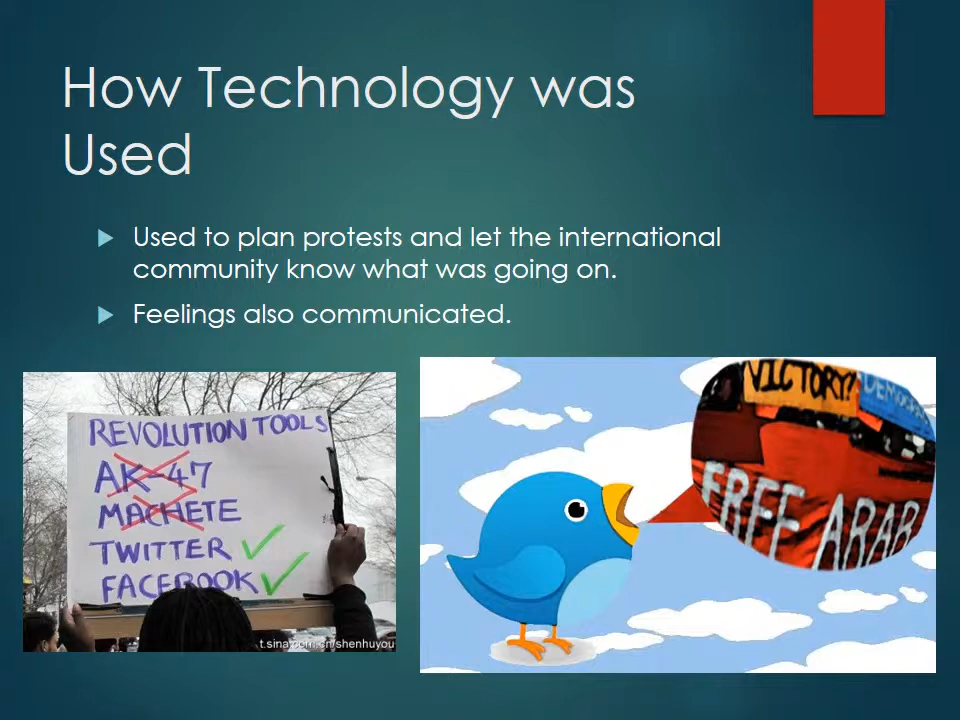 How Technology was
Used
Used to plan protests and let the international
community know what was going on.
Feelings also communicated.
REVOLUTION TOOLS
AK-47
MACHETE
TWITTER
FACEBOOK
t.sina.com.cn/shenhuyou
VICTORY?
FREE ARAB